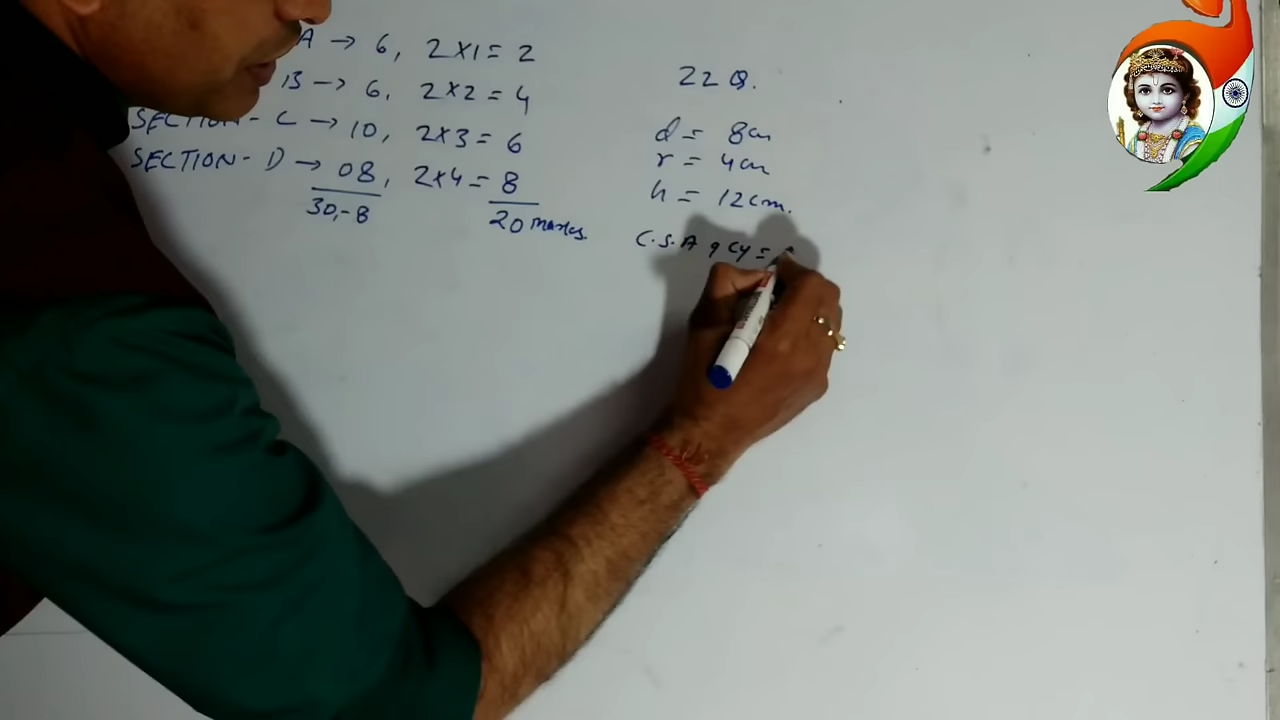 A → 6, 2×1 = 2
B → 6, 2×2 = 4
SECTION- C → 10, 2×3 = 6
SECTION- D → 08, 2×4 = 8
30,-8 20 marks.
22 Q.
d = 8cm
r = 4cm
h = 12cm.
C.S.A of Cy =